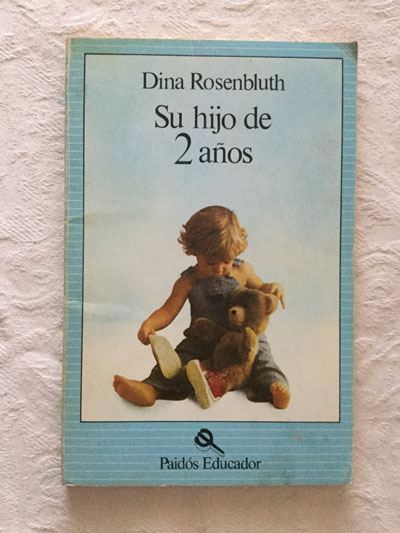 Dina Rosenbluth
Su hijo de
2 años
Paidós Educador